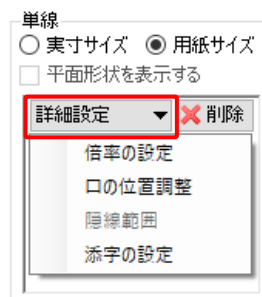 単線
実寸サイズ 用紙サイズ
平面形状を表示する
詳細設定 削除
倍率の設定
口の位置調整
隠線範囲
添字の設定